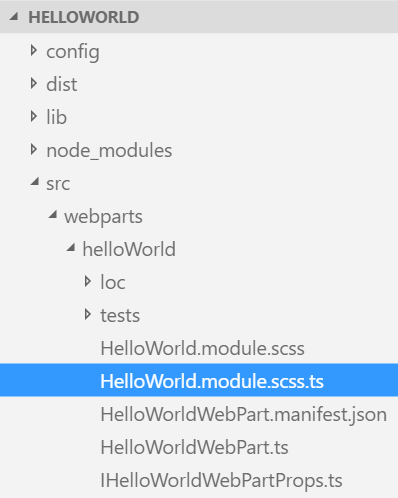 HELLOWORLD
config
dist
lib
node_modules
src
webparts
helloWorld
loc
tests
HelloWorld.module.scss
HelloWorld.module.scss.ts
HelloWorldWebPart.manifest.json
HelloWorldWebPart.ts
IHelloWorldWebPartProps.ts